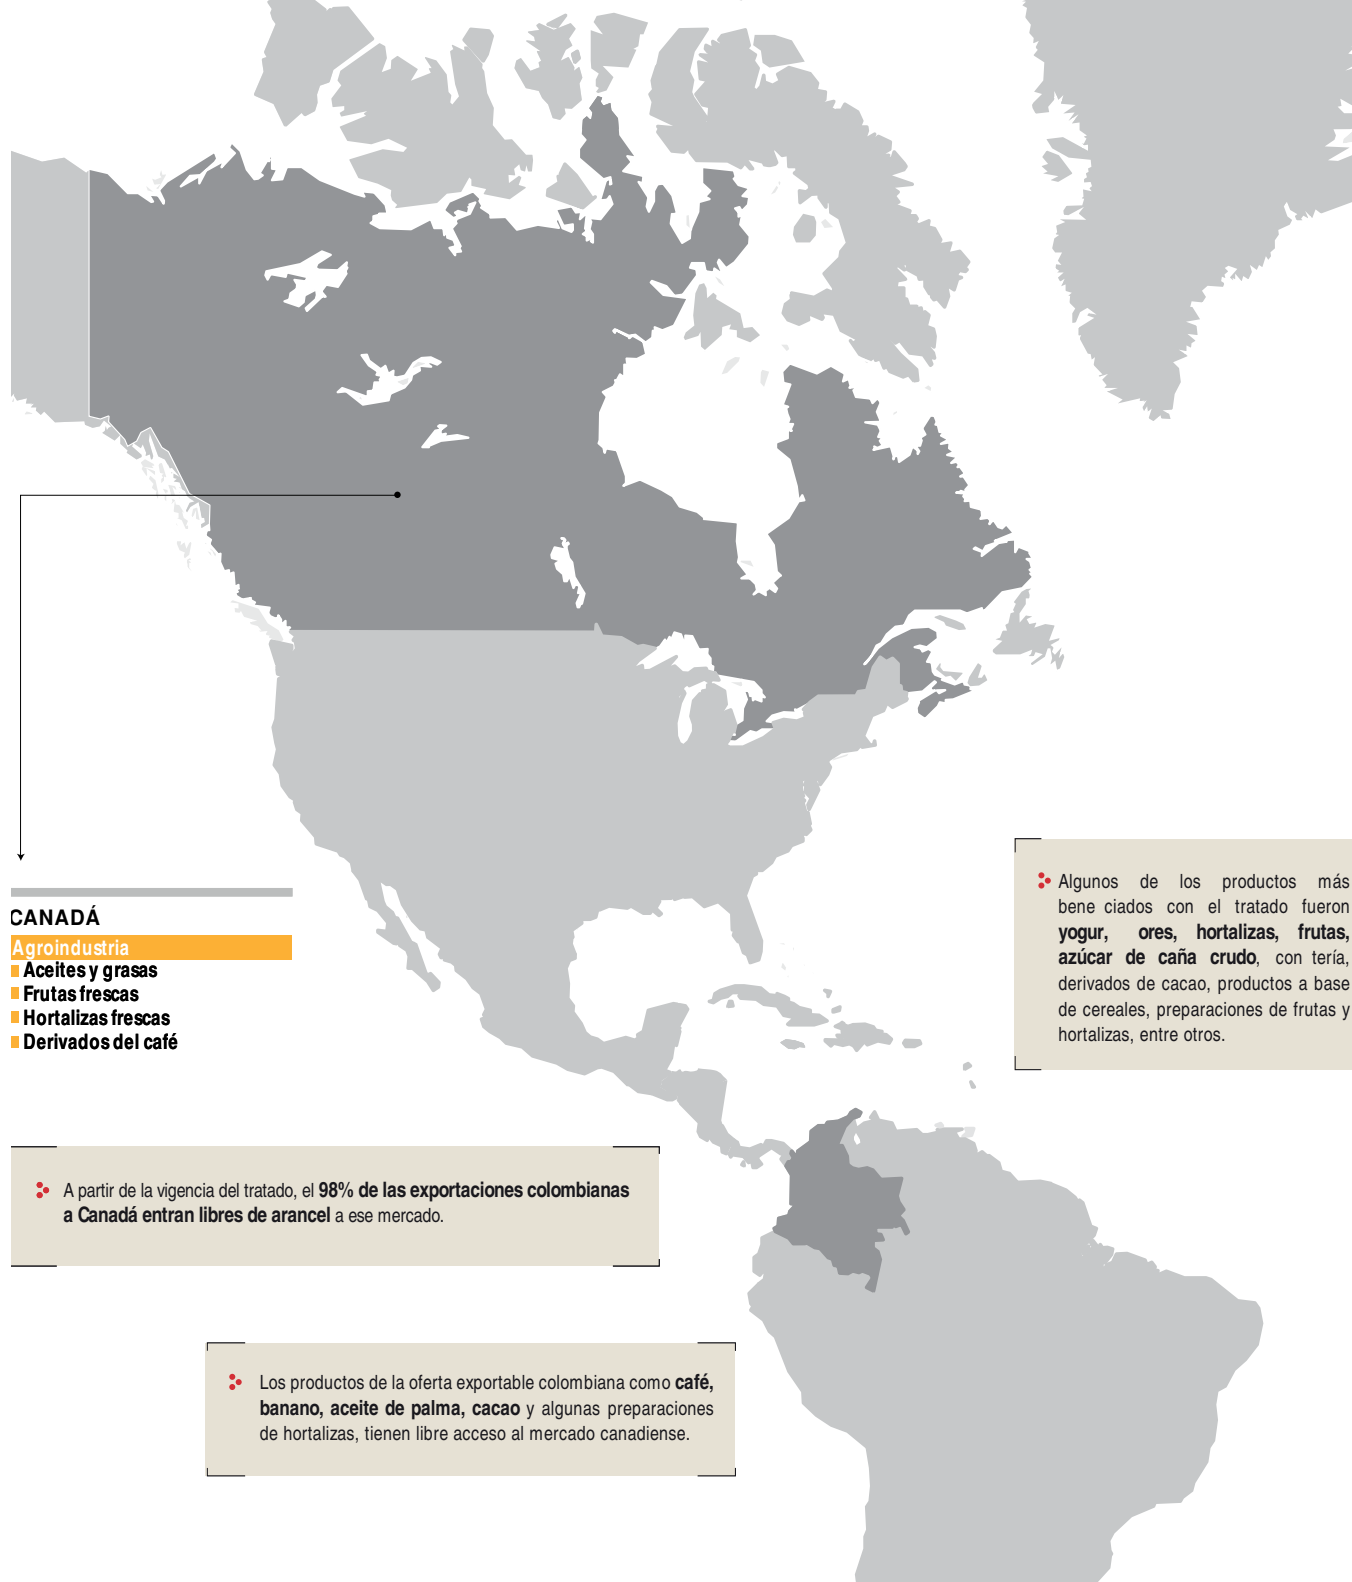 CANADÁ
Agroindustria
Aceites y grasas
Frutas frescas
Hortalizas frescas
Derivados del café
Algunos de los productos más
bene ciados con el tratado fueron
yogur, ores, hortalizas, frutas,
azúcar de caña crudo, con tería,
derivados de cacao, productos a base
de cereales, preparaciones de frutas y
hortalizas, entre otros.
A partir de la vigencia del tratado, el 98% de las exportaciones colombianas
a Canadá entran libres de arancel a ese mercado.
Los productos de la oferta exportable colombiana como café,
banano, aceite de palma, cacao y algunas preparaciones
de hortalizas, tienen libre acceso al mercado canadiense.